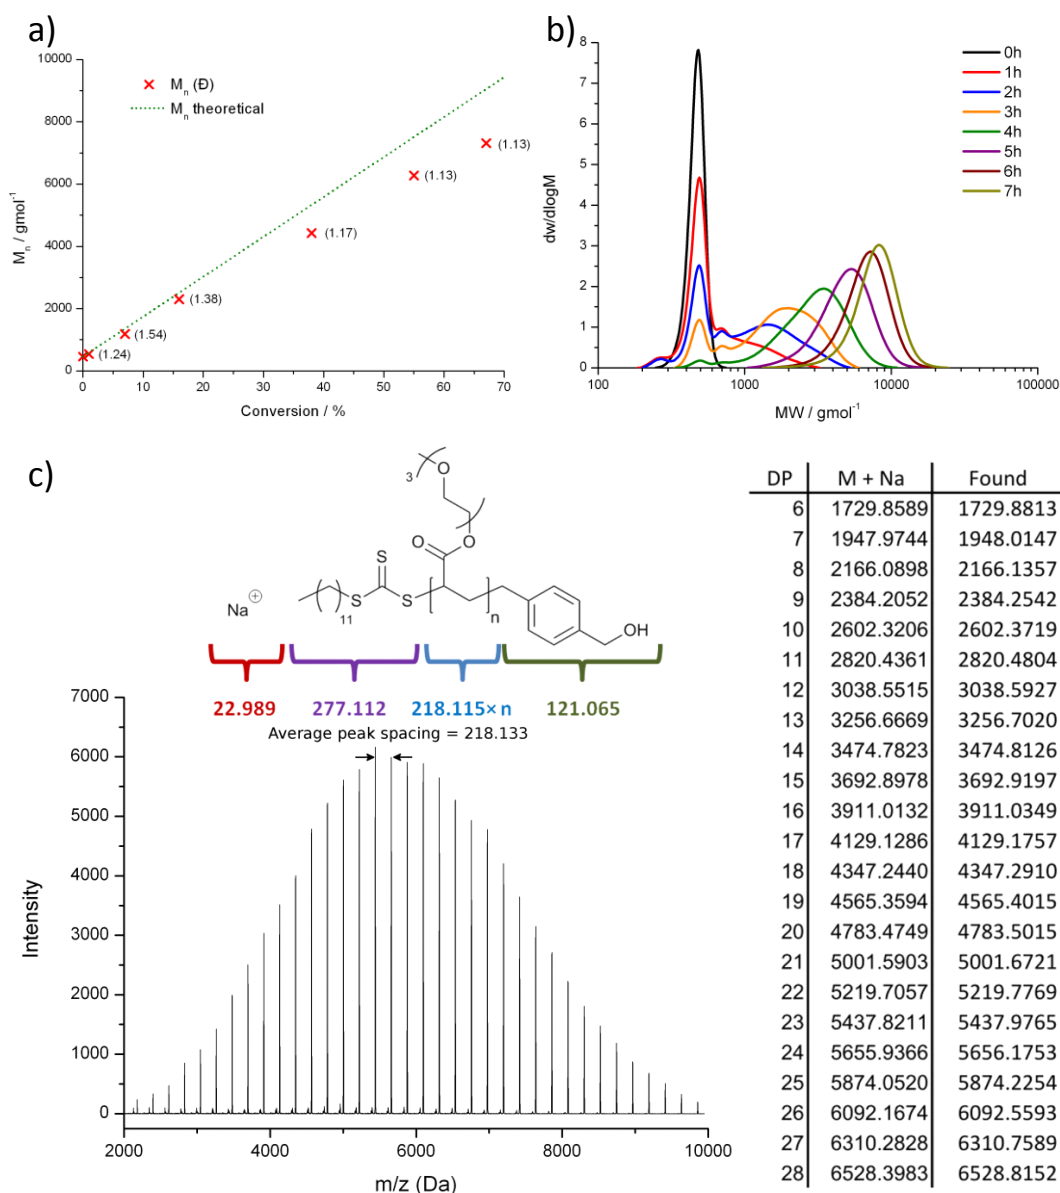 a)
10000
8000
6000
4000
2000
0
M_n / gmol^-1
M_n (Đ)
M_n theoretical
(1.24)
(1.54)
(1.38)
(1.17)
(1.13)
(1.13)
0 10 20 30 40 50 60 70
Conversion / %
b)
8
7
6
5
4
3
2
1
0
dw/dlogM
0h
1h
2h
3h
4h
5h
6h
7h
100 1000 10000 100000
MW / gmol^-1
c)
3
O
O
O
S
S
S
11
n
OH
Na ⊕
22.989 277.112 218.115×n 121.065
Average peak spacing = 218.133
7000
6000
5000
4000
3000
2000
1000
0
Intensity
2000 4000 6000 8000 10000
m/z (Da)
DP M + Na Found
6 1729.8589 1729.8813
7 1947.9744 1948.0147
8 2166.0898 2166.1357
9 2384.2052 2384.2542
10 2602.3206 2602.3719
11 2820.4361 2820.4804
12 3038.5515 3038.5927
13 3256.6669 3256.7020
14 3474.7823 3474.8126
15 3692.8978 3692.9197
16 3911.0132 3911.0349
17 4129.1286 4129.1757
18 4347.2440 4347.2910
19 4565.3594 4565.4015
20 4783.4749 4783.5015
21 5001.5903 5001.6721
22 5219.7057 5219.7769
23 5437.8211 5437.9765
24 5655.9366 5656.1753
25 5874.0520 5874.2254
26 6092.1674 6092.5593
27 6310.2828 6310.7589
28 6528.3983 6528.8152